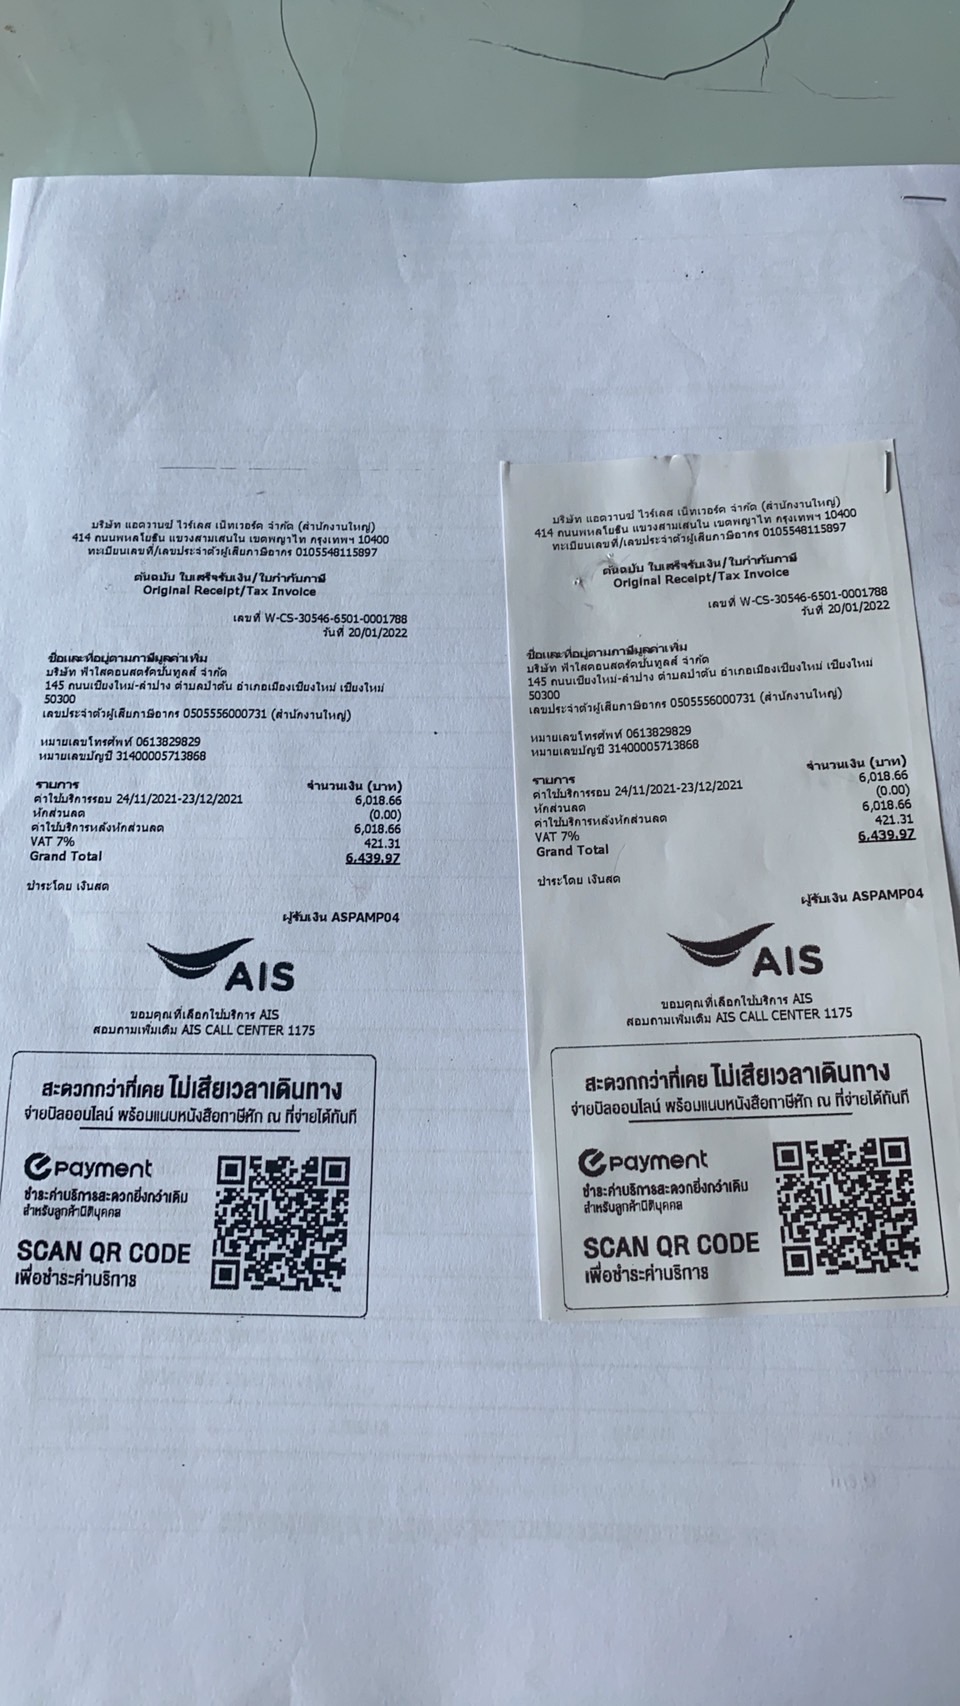 บริษัท แอดวานซ์ ไวร์เลส เน็ทเวอร์ค จำกัด (สำนักงานใหญ่)
414 ถนนพหลโยธิน แขวงสามเสนใน เขตพญาไท กรุงเทพฯ 10400
ทะเบียนเลขที่/เลขประจำตัวผู้เสียภาษีอากร 0105548115897
ต้นฉบับ ใบเสร็จรับเงิน/ใบกำกับภาษี
Original Receipt/Tax Invoice
เลขที่ W-CS-30546-6501-0001788
วันที่ 20/01/2022
ชื่อและที่อยู่ตามภาษีมูลค่าเพิ่ม
บริษัท ฟ้าใสคอนสตรัคชั่นทูลส์ จำกัด
145 ถนนเชียงใหม่-ลำปาง ตำบลป่าตัน อำเภอเมืองเชียงใหม่ เชียงใหม่
50300
เลขประจำตัวผู้เสียภาษีอากร 0505556000731 (สำนักงานใหญ่)
หมายเลขโทรศัพท์ 0613829829
หมายเลขบัญชี 31400005713868
รายการ จำนวนเงิน (บาท)
ค่าใช้บริการรอบ 24/11/2021-23/12/2021 6,018.66
หักส่วนลด (0.00)
ค่าใช้บริการหลังหักส่วนลด 6,018.66
VAT 7% 421.31
Grand Total 6,439.97
ชำระโดย เงินสด
ผู้รับเงิน ASPAMP04
AIS
ขอบคุณที่เลือกใช้บริการ AIS
สอบถามเพิ่มเติม AIS CALL CENTER 1175
สะดวกกว่าที่เคย ไม่เสียเวลาเดินทาง
จ่ายบิลออนไลน์ พร้อมแนบหนังสือภาษีหัก ณ ที่จ่ายได้ทันที
ePayment
ชำระค่าบริการสะดวกยิ่งกว่าเดิม
สำหรับลูกค้านิติบุคคล
SCAN QR CODE
เพื่อชำระค่าบริการ
บริษัท แอดวานซ์ ไวร์เลส เน็ทเวอร์ค จำกัด (สำนักงานใหญ่)
414 ถนนพหลโยธิน แขวงสามเสนใน เขตพญาไท กรุงเทพฯ 10400
ทะเบียนเลขที่/เลขประจำตัวผู้เสียภาษีอากร 0105548115897
ต้นฉบับ ใบเสร็จรับเงิน/ใบกำกับภาษี
Original Receipt/Tax Invoice
เลขที่ W-CS-30546-6501-0001788
วันที่ 20/01/2022
ชื่อและที่อยู่ตามภาษีมูลค่าเพิ่ม
บริษัท ฟ้าใสคอนสตรัคชั่นทูลส์ จำกัด
145 ถนนเชียงใหม่-ลำปาง ตำบลป่าตัน อำเภอเมืองเชียงใหม่ เชียงใหม่
50300
เลขประจำตัวผู้เสียภาษีอากร 0505556000731 (สำนักงานใหญ่)
หมายเลขโทรศัพท์ 0613829829
หมายเลขบัญชี 31400005713868
รายการ จำนวนเงิน (บาท)
ค่าใช้บริการรอบ 24/11/2021-23/12/2021 6,018.66
หักส่วนลด (0.00)
ค่าใช้บริการหลังหักส่วนลด 6,018.66
VAT 7% 421.31
Grand Total 6,439.97
ชำระโดย เงินสด
ผู้รับเงิน ASPAMP04
AIS
ขอบคุณที่เลือกใช้บริการ AIS
สอบถามเพิ่มเติม AIS CALL CENTER 1175
สะดวกกว่าที่เคย ไม่เสียเวลาเดินทาง
จ่ายบิลออนไลน์ พร้อมแนบหนังสือภาษีหัก ณ ที่จ่ายได้ทันที
ePayment
ชำระค่าบริการสะดวกยิ่งกว่าเดิม
สำหรับลูกค้านิติบุคคล
SCAN QR CODE
เพื่อชำระค่าบริการ